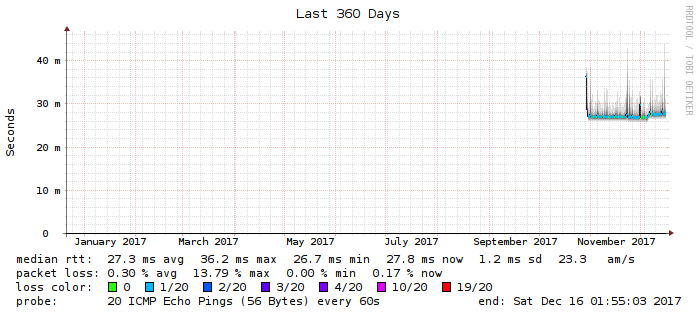 Last 360 Days
RRDTOOL / TOBI OETIKER
Seconds
40 m
30 m
20 m
10 m
0
January 2017 March 2017 May 2017 July 2017 September 2017 November 2017
median rtt: 27.3 ms avg 36.2 ms max 26.7 ms min 27.8 ms now 1.2 ms sd 23.3 am/s
packet loss: 0.30 % avg 13.79 % max 0.00 % min 0.17 % now
loss color: 0 1/20 2/20 3/20 4/20 10/20 19/20
probe: 20 ICMP Echo Pings (56 Bytes) every 60s end: Sat Dec 16 01:55:03 2017